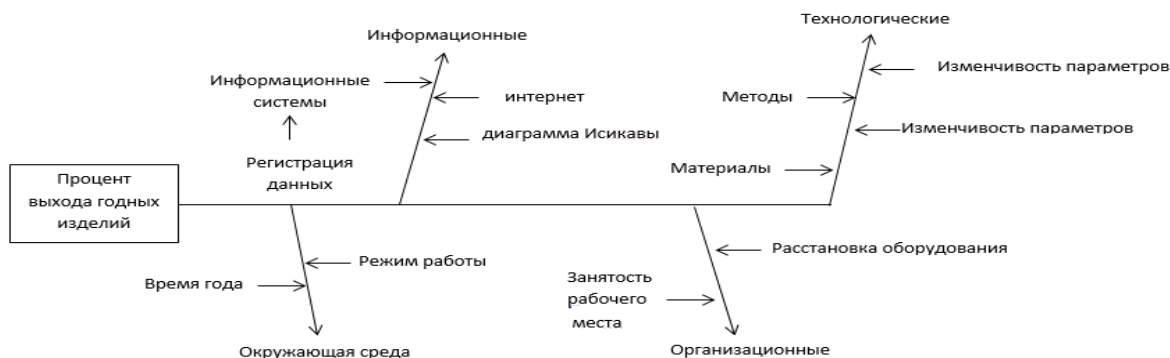 Технологические
Информационные
Изменчивость параметров
Информационные
системы
интернет
Методы
диаграмма Исикавы
Изменчивость параметров
Регистрация
данных
Материалы
Процент
выхода годных
изделий
Расстановка оборудования
Режим работы
Время года
Занятость
рабочего
места
Окружающая среда
Организационные